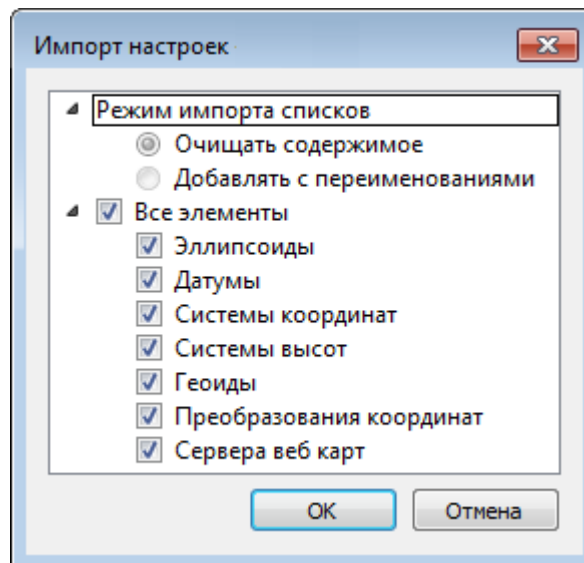 Импорт настроек
Режим импорта списков
Очищать содержимое
Добавлять с переименованиями
Все элементы
Эллипсоиды
Датумы
Системы координат
Системы высот
Геоиды
Преобразования координат
Сервера веб карт
OK Отмена